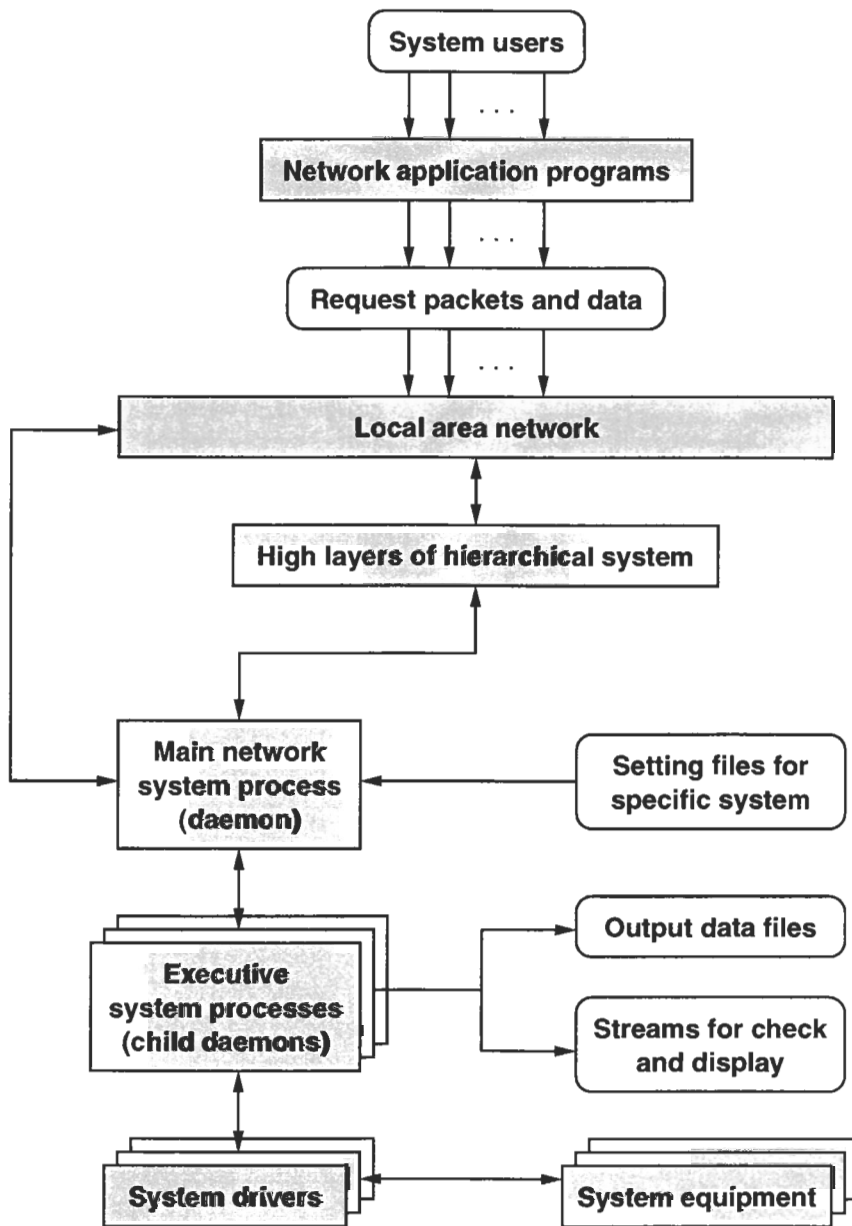 System users
. . .
Network application programs
. . .
Request packets and data
. . .
Local area network
High layers of hierarchical system
Main network
system process
(daemon)
Setting files for
specific system
Executive
system processes
(child daemons)
Output data files
Streams for check
and display
System drivers
System equipment